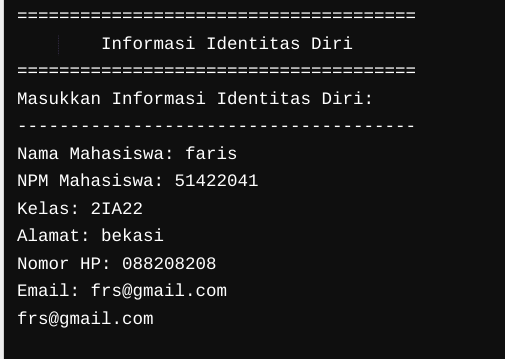 ======================================
Informasi Identitas Diri
======================================
Masukkan Informasi Identitas Diri:
--------------------------------------
Nama Mahasiswa: faris
NPM Mahasiswa: 51422041
Kelas: 2IA22
Alamat: bekasi
Nomor HP: 088208208
Email: frs@gmail.com
frs@gmail.com